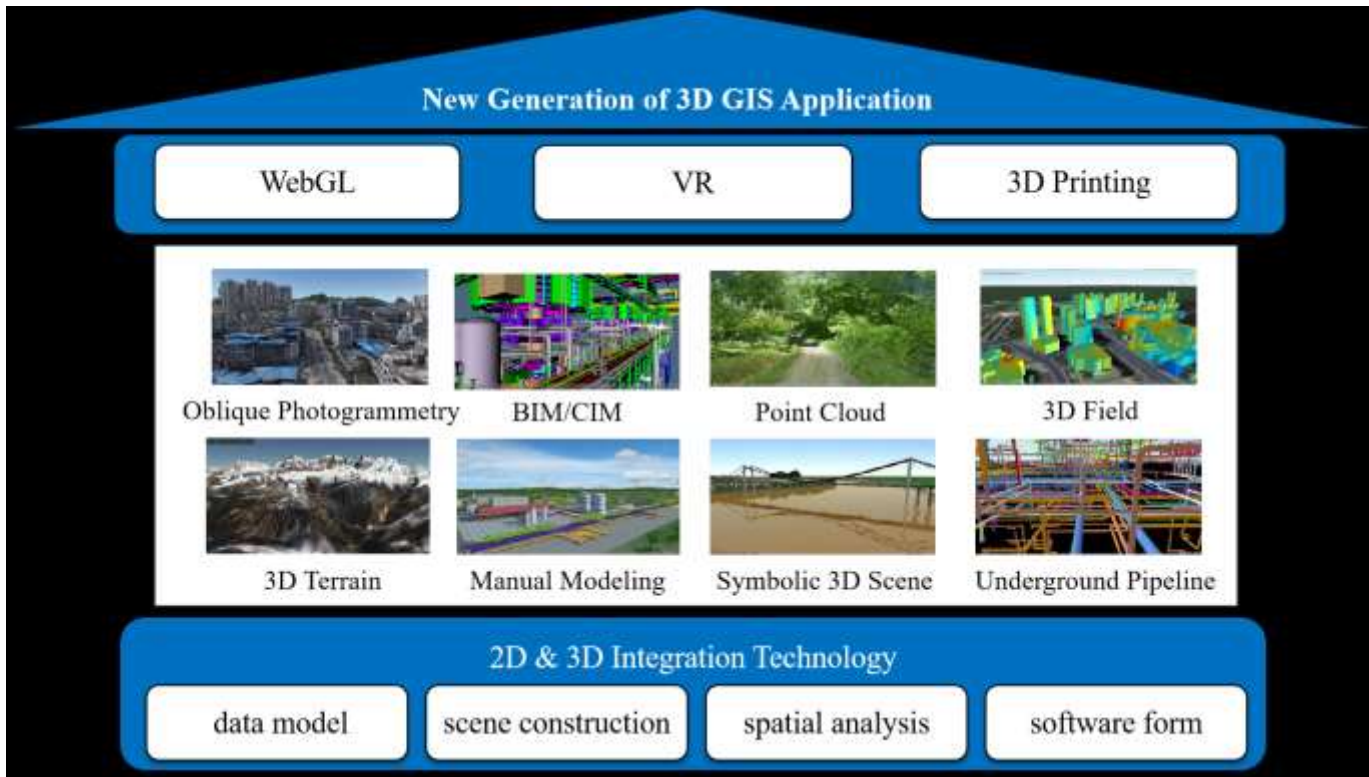 New Generation of 3D GIS Application
WebGL
VR
3D Printing
Oblique Photogrammetry
BIM/CIM
Point Cloud
3D Field
3D Terrain
Manual Modeling
Symbolic 3D Scene
Underground Pipeline
2D & 3D Integration Technology
data model
scene construction
spatial analysis
software form